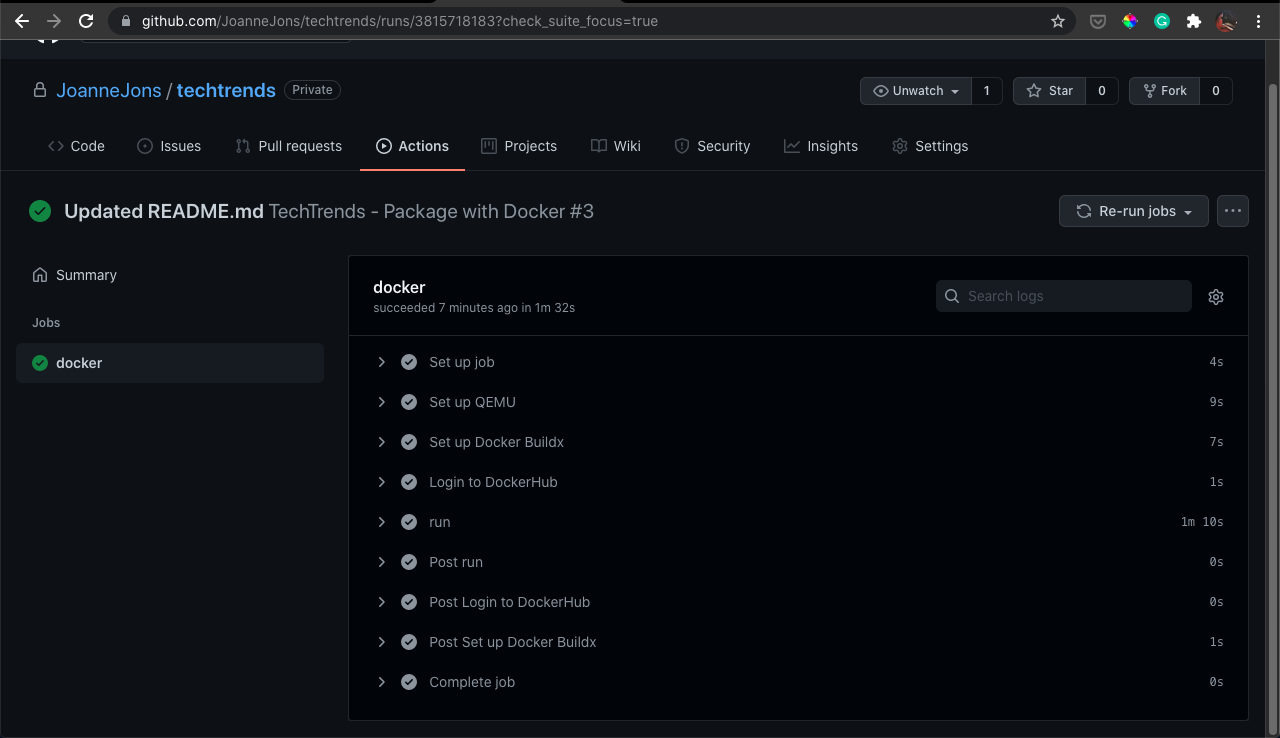 github.com/JoanneJons/techtrends/runs/3815718183?check_suite_focus=true
JoanneJons / techtrends Private
Unwatch 1 Star 0 Fork 0
Code Issues Pull requests Actions Projects Wiki Security Insights Settings
Updated README.md TechTrends - Package with Docker #3
Re-run jobs
Summary
Jobs
docker
docker
succeeded 7 minutes ago in 1m 32s
Search logs
Set up job 4s
Set up QEMU 9s
Set up Docker Buildx 7s
Login to DockerHub 1s
run 1m 10s
Post run 0s
Post Login to DockerHub 0s
Post Set up Docker Buildx 1s
Complete job 0s